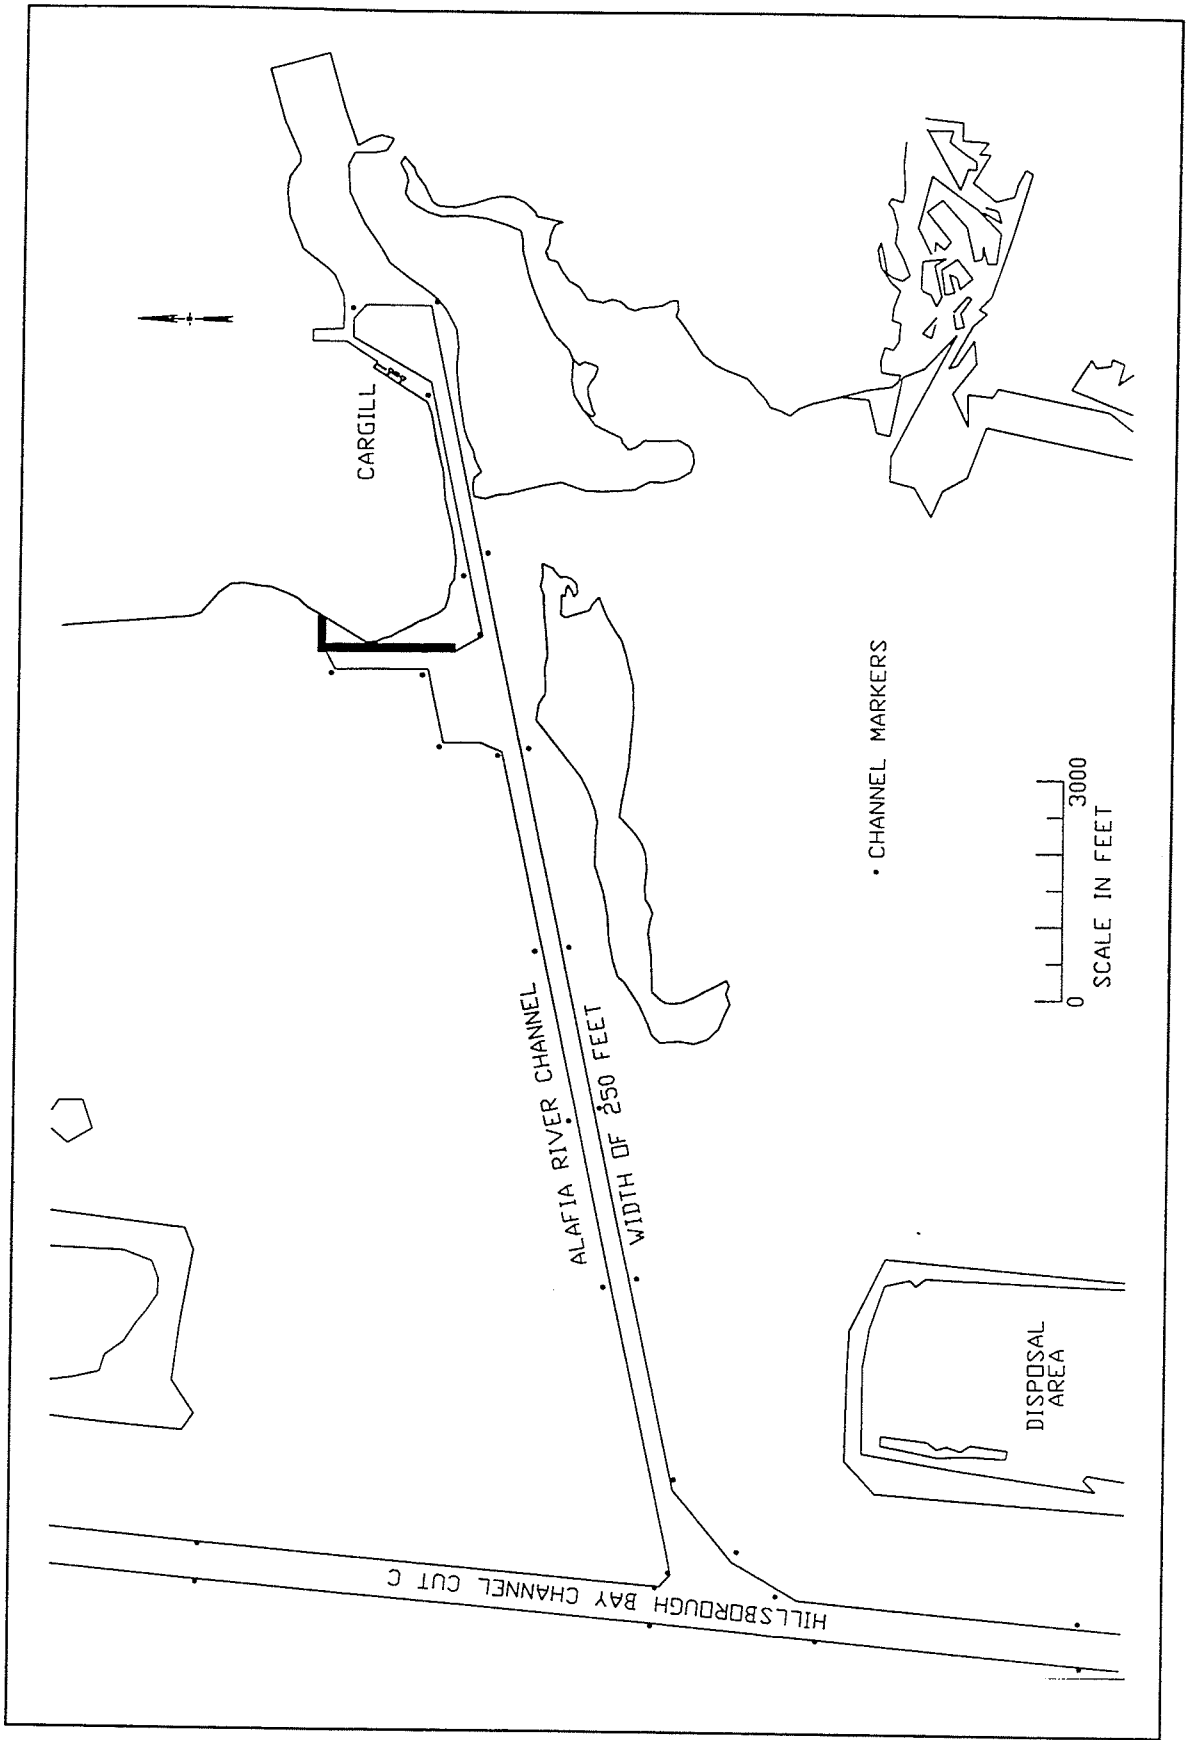 CARGILL
ALAFIA RIVER CHANNEL
WIDTH OF 250 FEET
HILLSBOROUGH BAY CHANNEL CUT C
CHANNEL MARKERS
0 3000
SCALE IN FEET
DISPOSAL
AREA